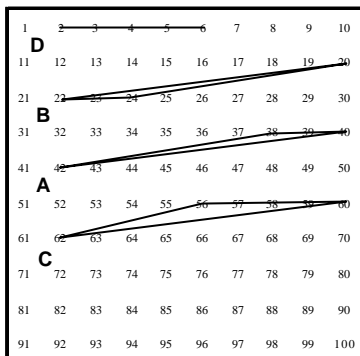 1 2 3 4 5 6 7 8 9 10
D
11 12 13 14 15 16 17 18 19 20
21 22 23 24 25 26 27 28 29 30
B
31 32 33 34 35 36 37 38 39 40
41 42 43 44 45 46 47 48 49 50
A
51 52 53 54 55 56 57 58 59 60
61 62 63 64 65 66 67 68 69 70
C
71 72 73 74 75 76 77 78 79 80
81 82 83 84 85 86 87 88 89 90
91 92 93 94 95 96 97 98 99 100